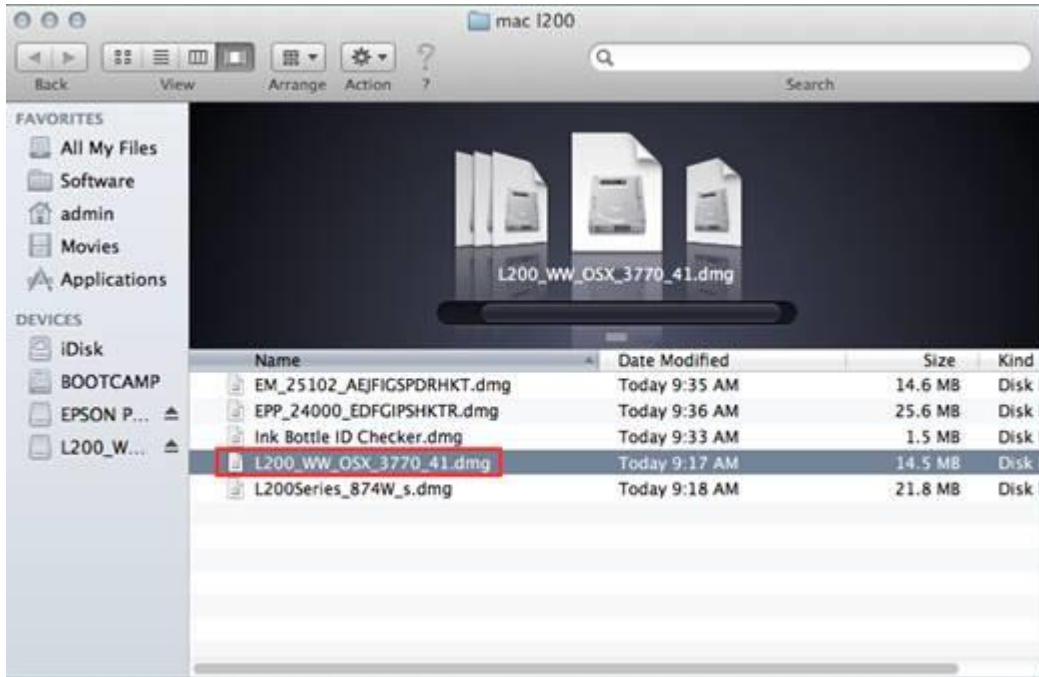 mac l200
?
Back View Arrange Action ? Search
FAVORITES
All My Files
Software
admin
Movies
Applications
DEVICES
iDisk
BOOTCAMP
EPSON P...
L200_W...
L200_WW_OSX_3770_41.dmg
Name Date Modified Size Kind
EM_25102_AEJFIGSPDRHKT.dmg Today 9:35 AM 14.6 MB Disk
EPP_24000_EDFGIPSHKTR.dmg Today 9:36 AM 25.6 MB Disk
Ink Bottle ID Checker.dmg Today 9:33 AM 1.5 MB Disk
L200_WW_OSX_3770_41.dmg Today 9:17 AM 14.5 MB Disk
L200Series_874W_s.dmg Today 9:18 AM 21.8 MB Disk